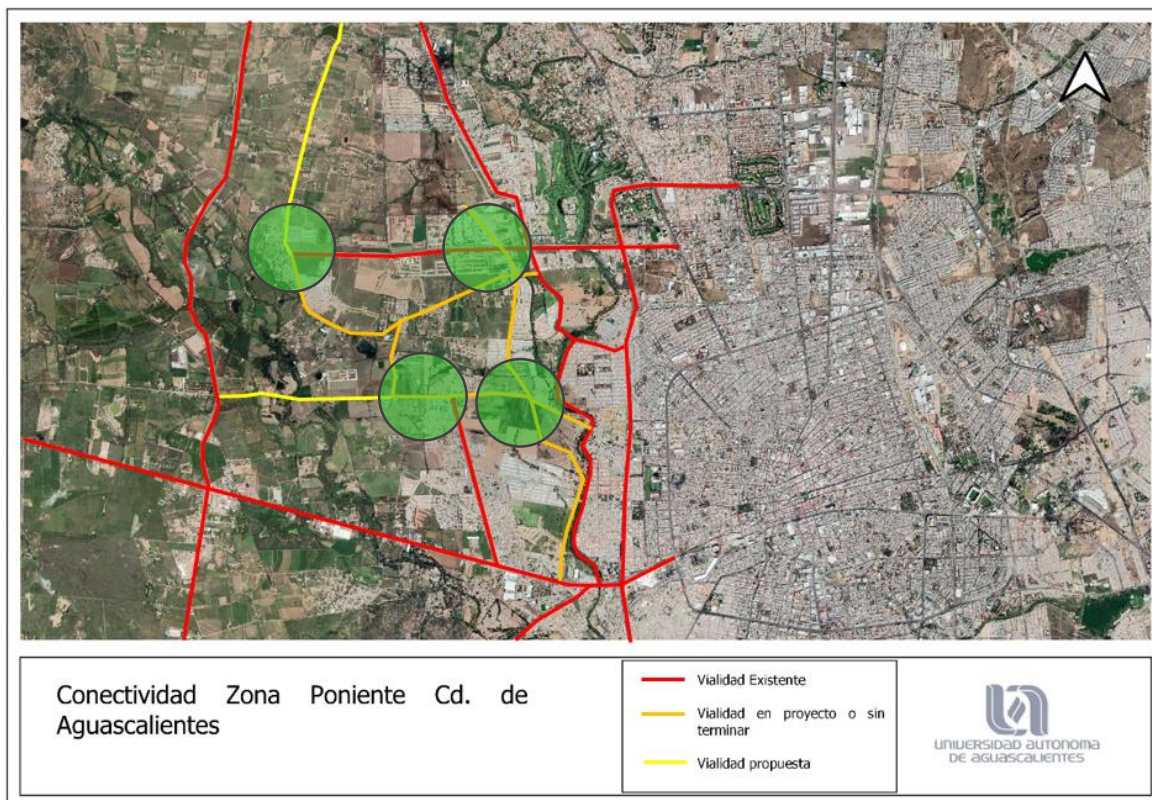 Conectividad Zona Poniente Cd. de
Aguascalientes
Vialidad Existente
Vialidad en proyecto o sin
terminar
Vialidad propuesta
UNIVERSIDAD AUTONOMA
DE AGUASCALIENTES